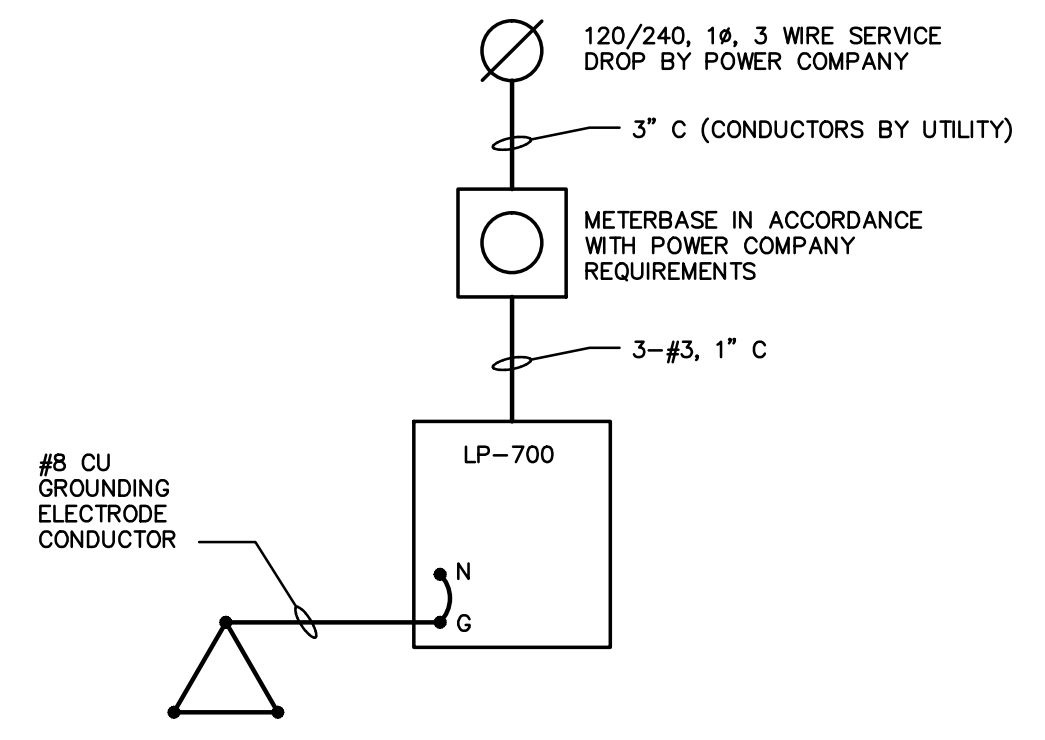 120/240, 1ø, 3 WIRE SERVICE
DROP BY POWER COMPANY
3" C (CONDUCTORS BY UTILITY)
METERBASE IN ACCORDANCE
WITH POWER COMPANY
REQUIREMENTS
3-#3, 1" C
LP-700
#8 CU
GROUNDING
ELECTRODE
CONDUCTOR
N
G